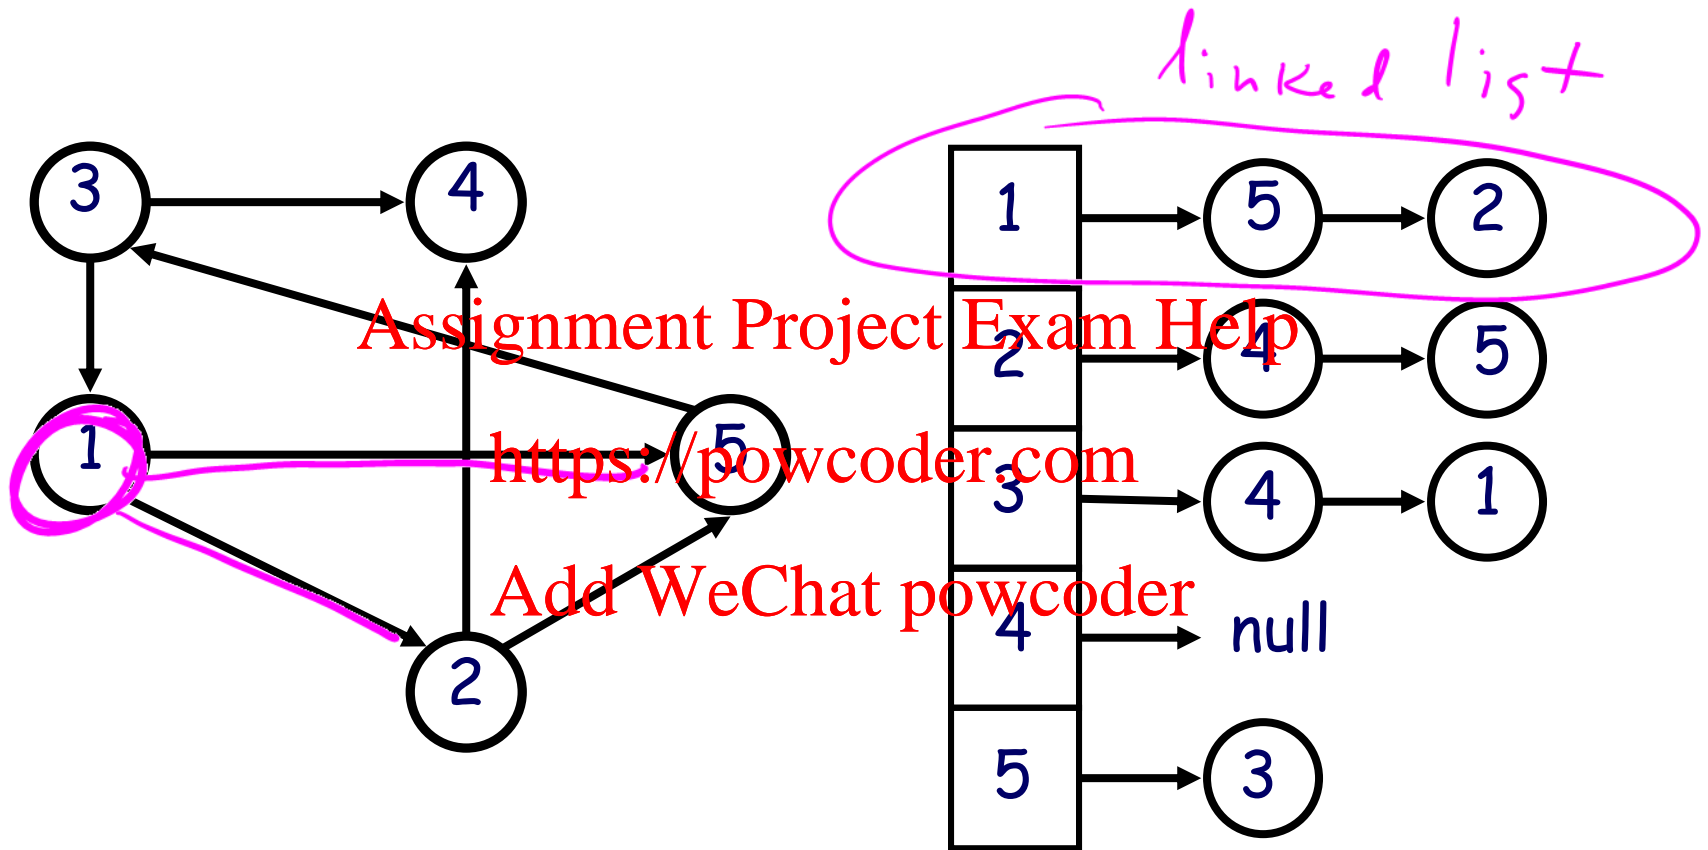 linked list
3 4
1 5 2
Assignment Project Exam Help
2 4 5
1 5
https://powcoder.com
3 4 1
Add WeChat powcoder
4 null
2
5 3